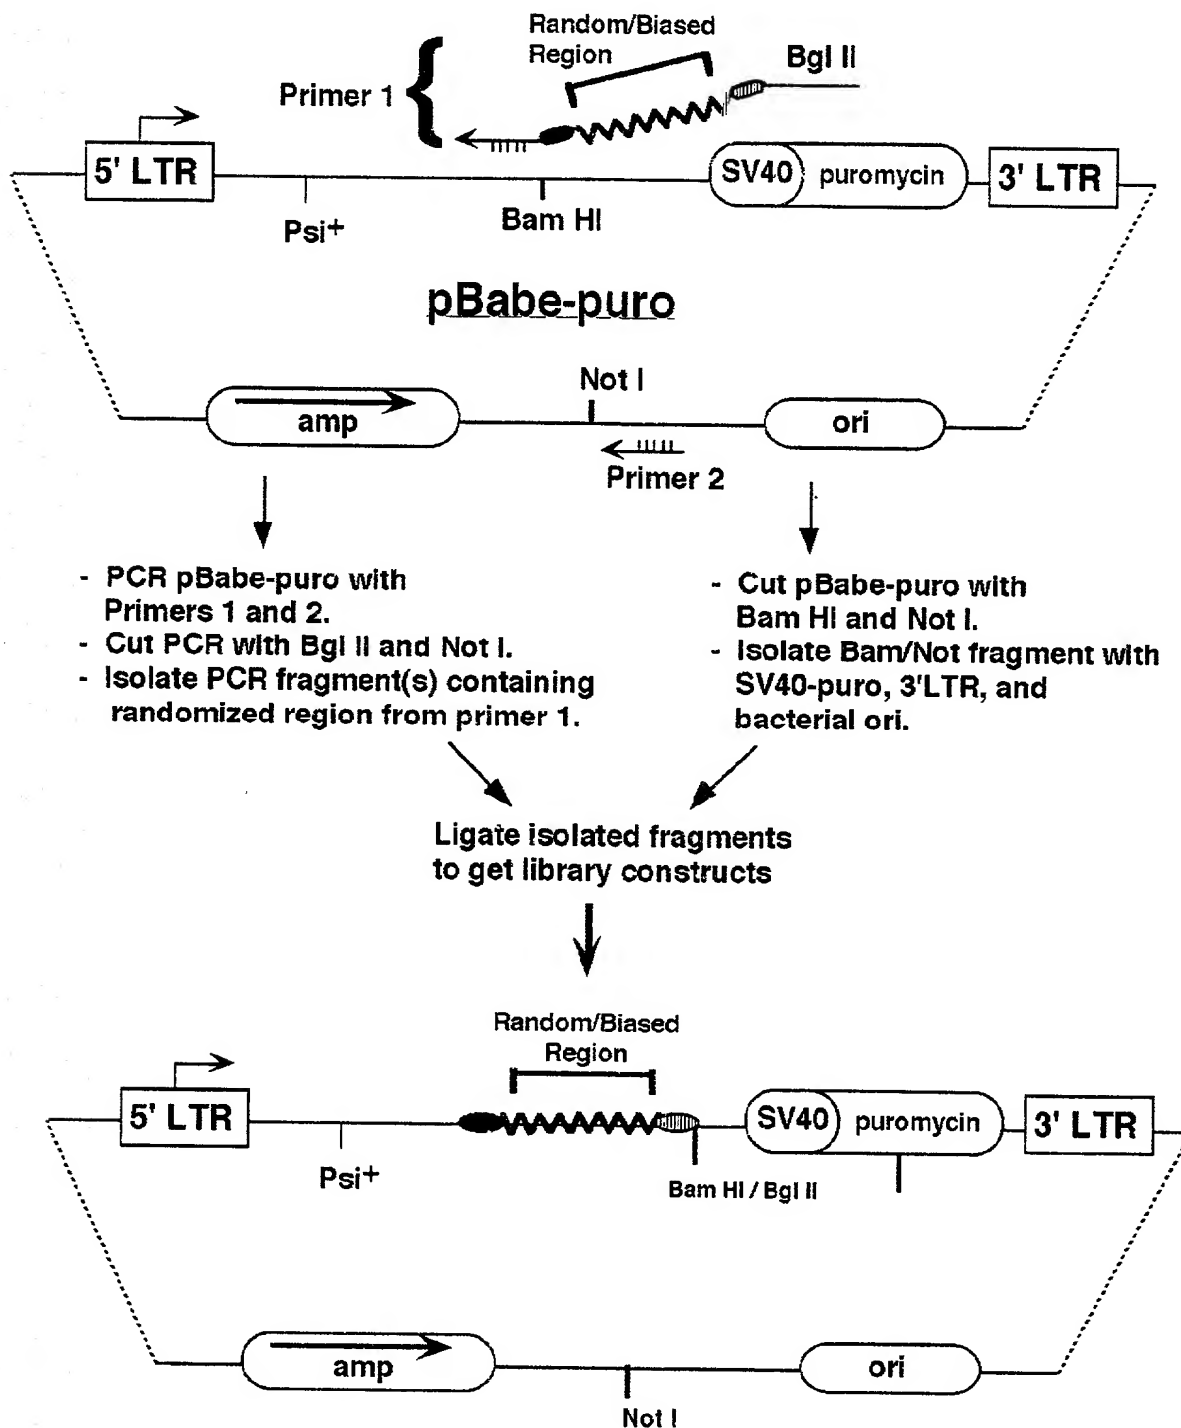 Random/Biased
Region
Bgl II
Primer 1
5' LTR
SV40
puromycin
3' LTR
Psi+
Bam HI
pBabe-puro
Not I
amp
ori
Primer 2
- PCR pBabe-puro with
Primers 1 and 2.
- Cut PCR with Bgl II and Not I.
- Isolate PCR fragment(s) containing
randomized region from primer 1.
- Cut pBabe-puro with
Bam HI and Not I.
- Isolate Bam/Not fragment with
SV40-puro, 3'LTR, and
bacterial ori.
Ligate isolated fragments
to get library constructs
Random/Biased
Region
5' LTR
SV40
puromycin
3' LTR
Psi+
Bam HI / Bgl II
amp
ori
Not I